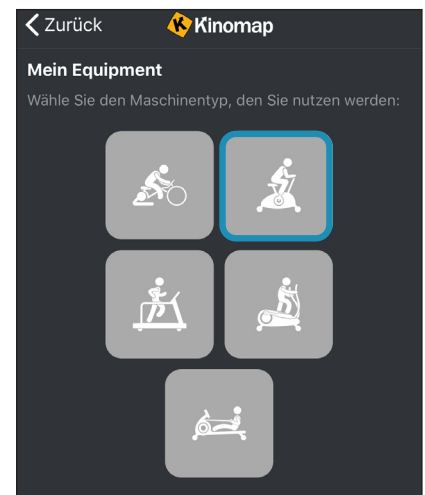 Zurück
Kinomap
Mein Equipment
Wähle Sie den Maschinentyp, den Sie nutzen werden: